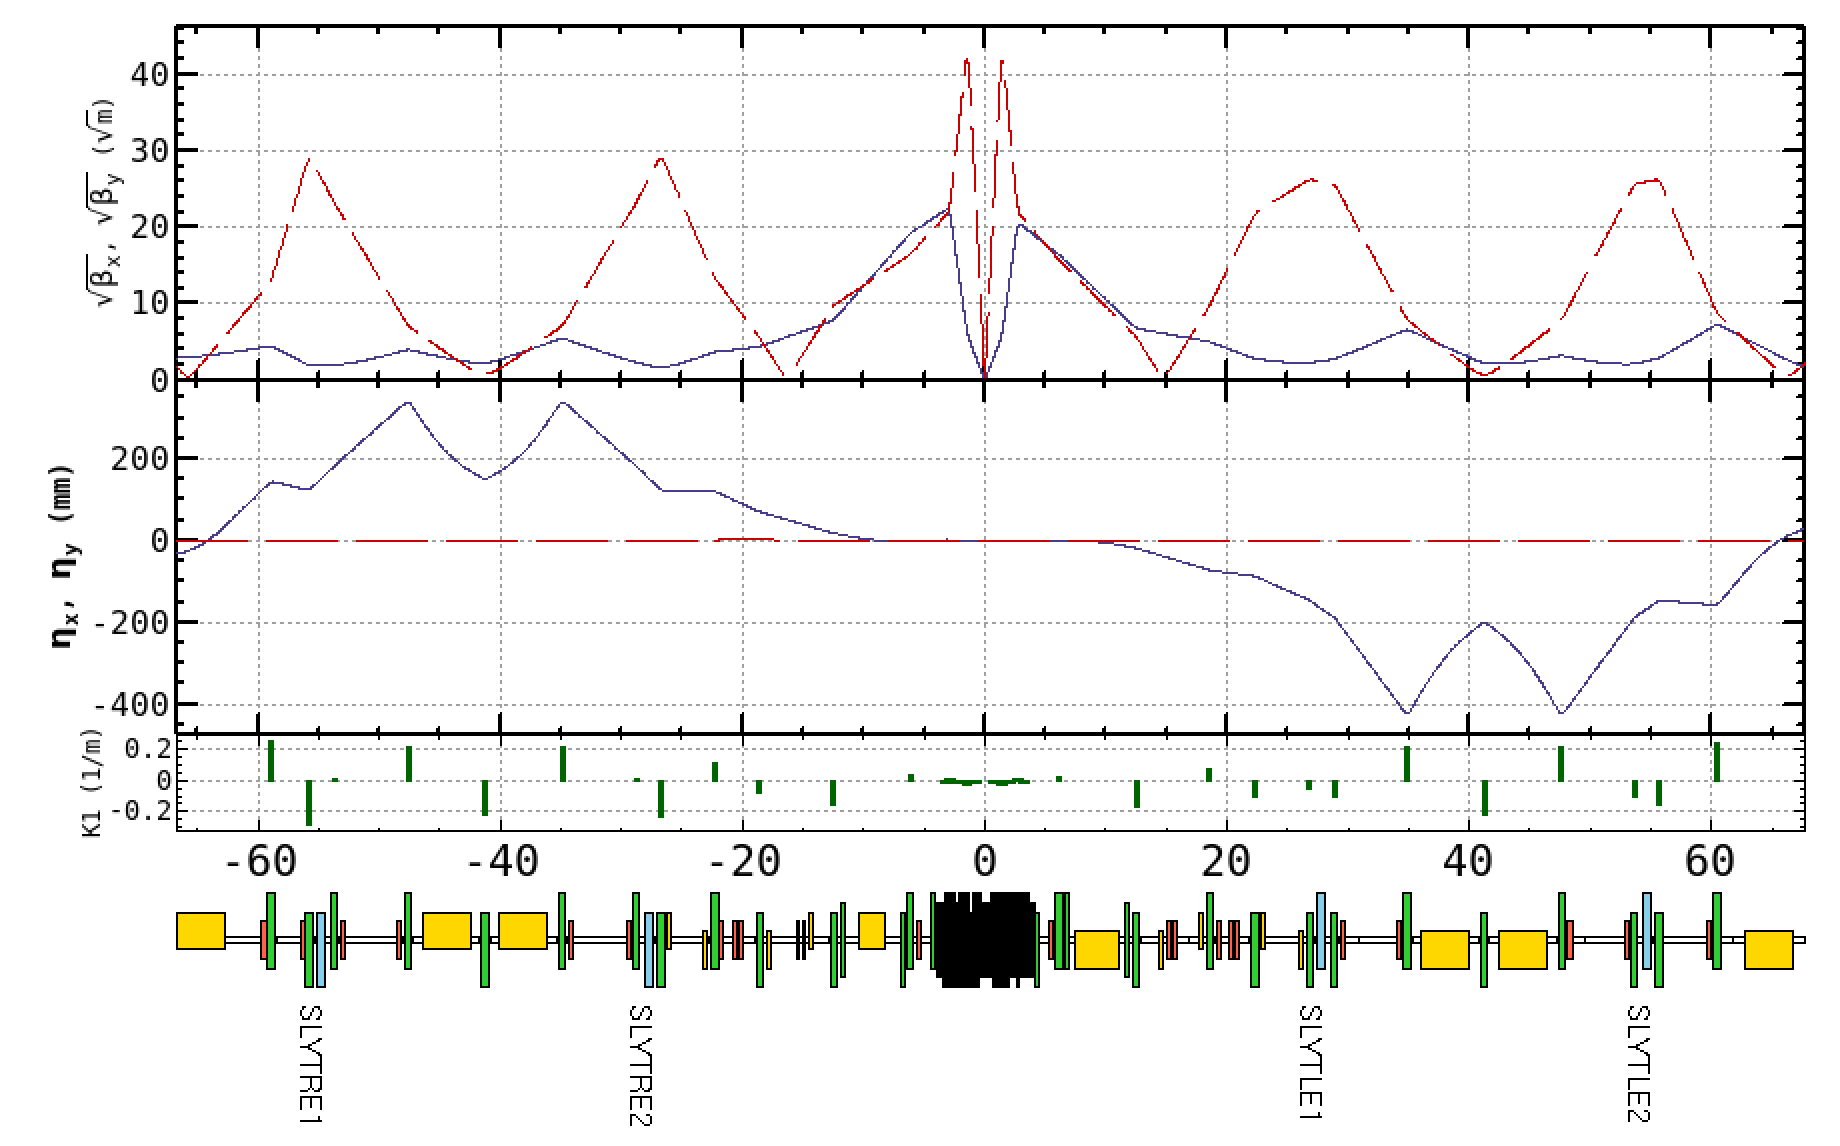 √βx, √βy (√m)
40
30
20
10
0
ηx, ηy (mm)
200
0
-200
-400
K1 (1/m)
0.2
0
-0.2
-60 -40 -20 0 20 40 60
SLYTRE1 SLYTRE2 SLYTLE1 SLYTLE2